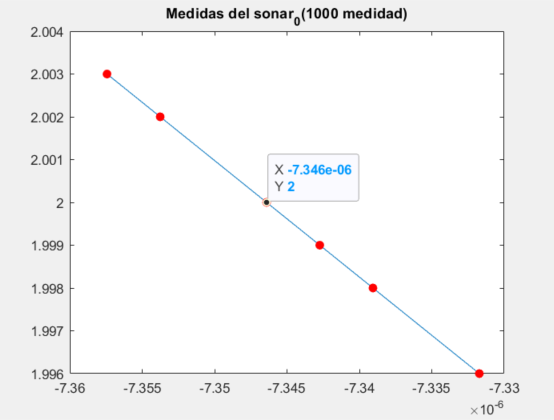 Medidas del sonar0(1000 medidad)
2.004
2.003
2.002
2.001
2
1.999
1.998
1.997
1.996
X -7.346e-06
Y 2
-7.36 -7.355 -7.35 -7.345 -7.34 -7.335 -7.33
×10-6